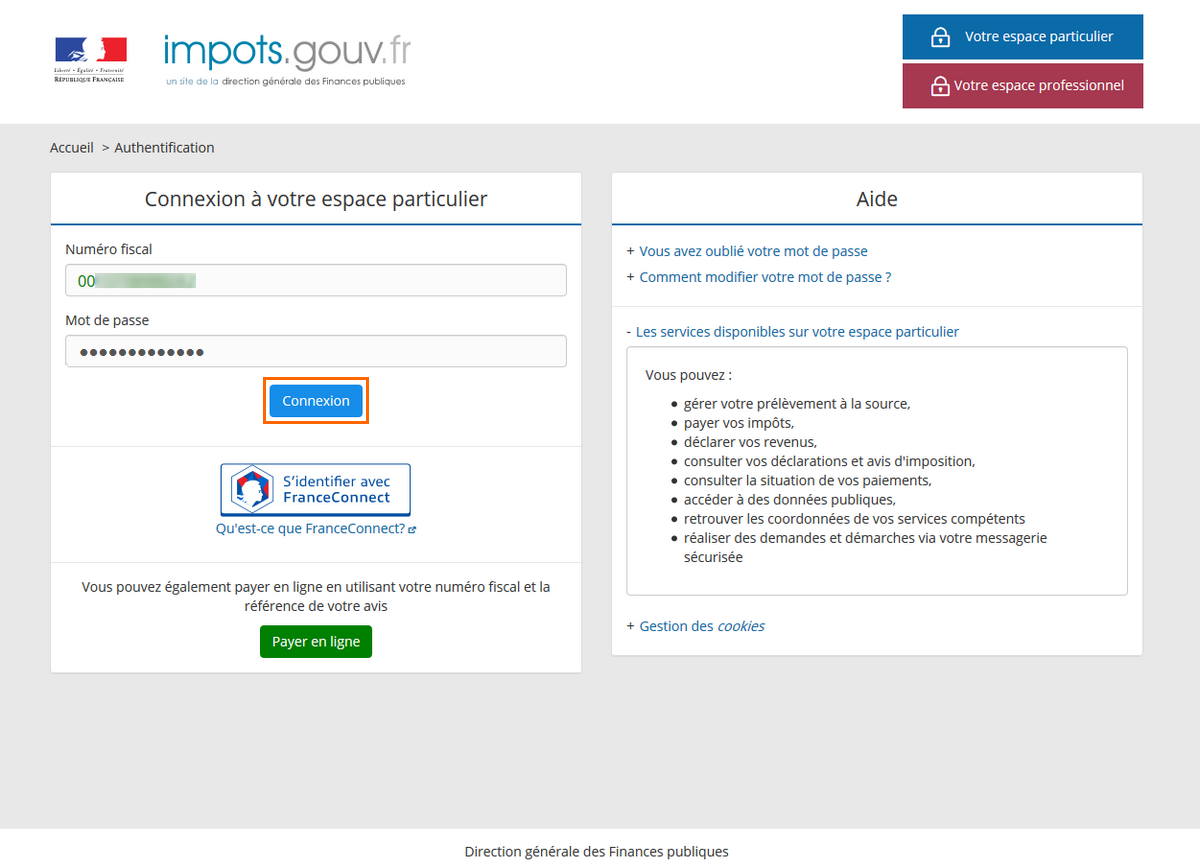 Liberté • Égalité • Fraternité
RÉPUBLIQUE FRANÇAISE
impots.gouv.fr
un site de la direction générale des Finances publiques
Votre espace particulier
Votre espace professionnel
Accueil > Authentification
Connexion à votre espace particulier
Numéro fiscal
00
Mot de passe
•••••••••••••
Connexion
S'identifier avec
FranceConnect
Qu'est-ce que FranceConnect?
Vous pouvez également payer en ligne en utilisant votre numéro fiscal et la
référence de votre avis
Payer en ligne
Aide
+ Vous avez oublié votre mot de passe
+ Comment modifier votre mot de passe ?
- Les services disponibles sur votre espace particulier
Vous pouvez :
• gérer votre prélèvement à la source,
• payer vos impôts,
• déclarer vos revenus,
• consulter vos déclarations et avis d'imposition,
• consulter la situation de vos paiements,
• accéder à des données publiques,
• retrouver les coordonnées de vos services compétents
• réaliser des demandes et démarches via votre messagerie
sécurisée
+ Gestion des cookies
Direction générale des Finances publiques